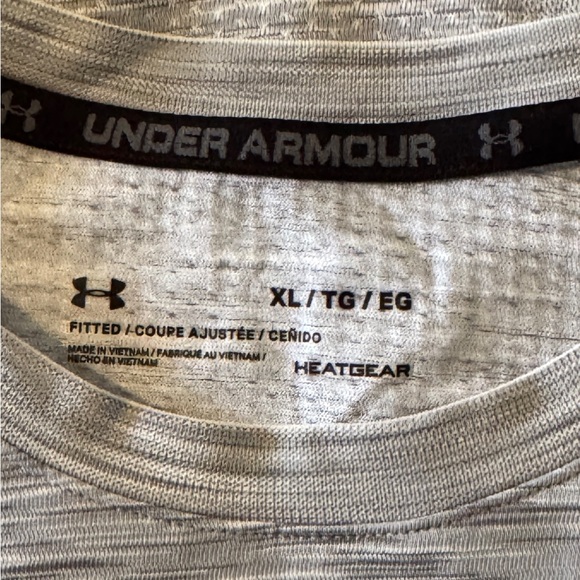 UNDER ARMOUR
XL / TG / EG
FITTED / COUPE AJUSTÉE / CEÑIDO
MADE IN VIETNAM / FABRIQUÉ AU VIETNAM /
HECHO EN VIETNAM
HEATGEAR